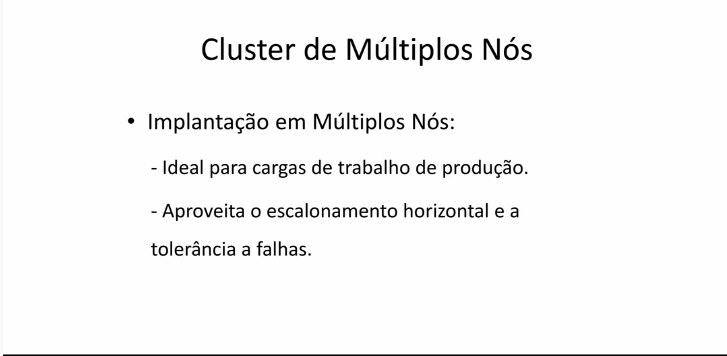 Cluster de Múltiplos Nós
• Implantação em Múltiplos Nós:
- Ideal para cargas de trabalho de produção.
- Aproveita o escalonamento horizontal e a
tolerância a falhas.